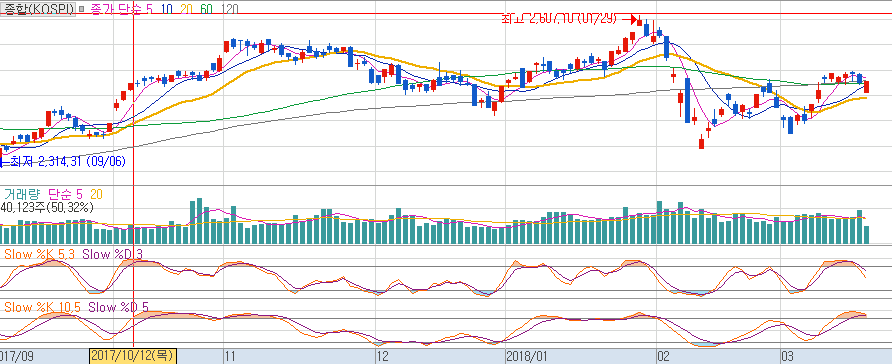 종합(KOSPI) 종가 단순 5 10 20 60 120
최고 2,607,10 (01/29)
최저 2,314,31 (09/06)
거래량 단순 5 20
40,123주(50,32%)
Slow %K 5,3 Slow %D 3
Slow %K 10,5 Slow %D 5
017/09 2017/10/12(목) 11 12 2018/01 02 03